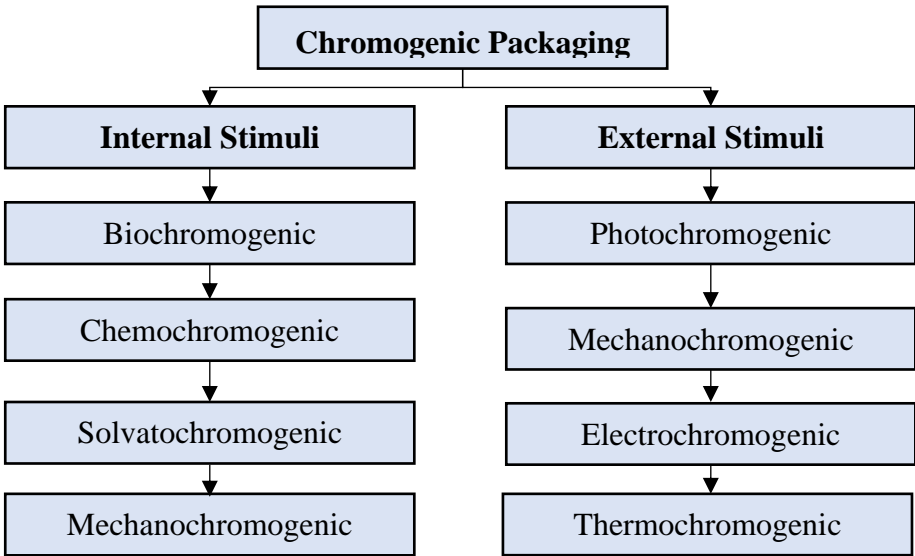 Chromogenic Packaging
Internal Stimuli
External Stimuli
Biochromogenic
Photochromogenic
Chemochromogenic
Mechanochromogenic
Solvatochromogenic
Electrochromogenic
Mechanochromogenic
Thermochromogenic